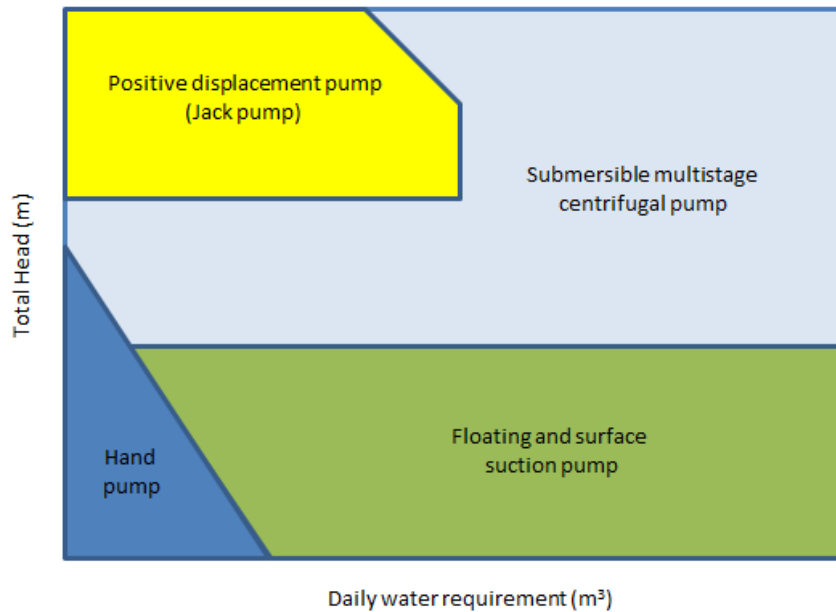 Positive displacement pump
(Jack pump)
Submersible multistage
centrifugal pump
Total Head (m)
Hand
pump
Floating and surface
suction pump
Daily water requirement (m³)